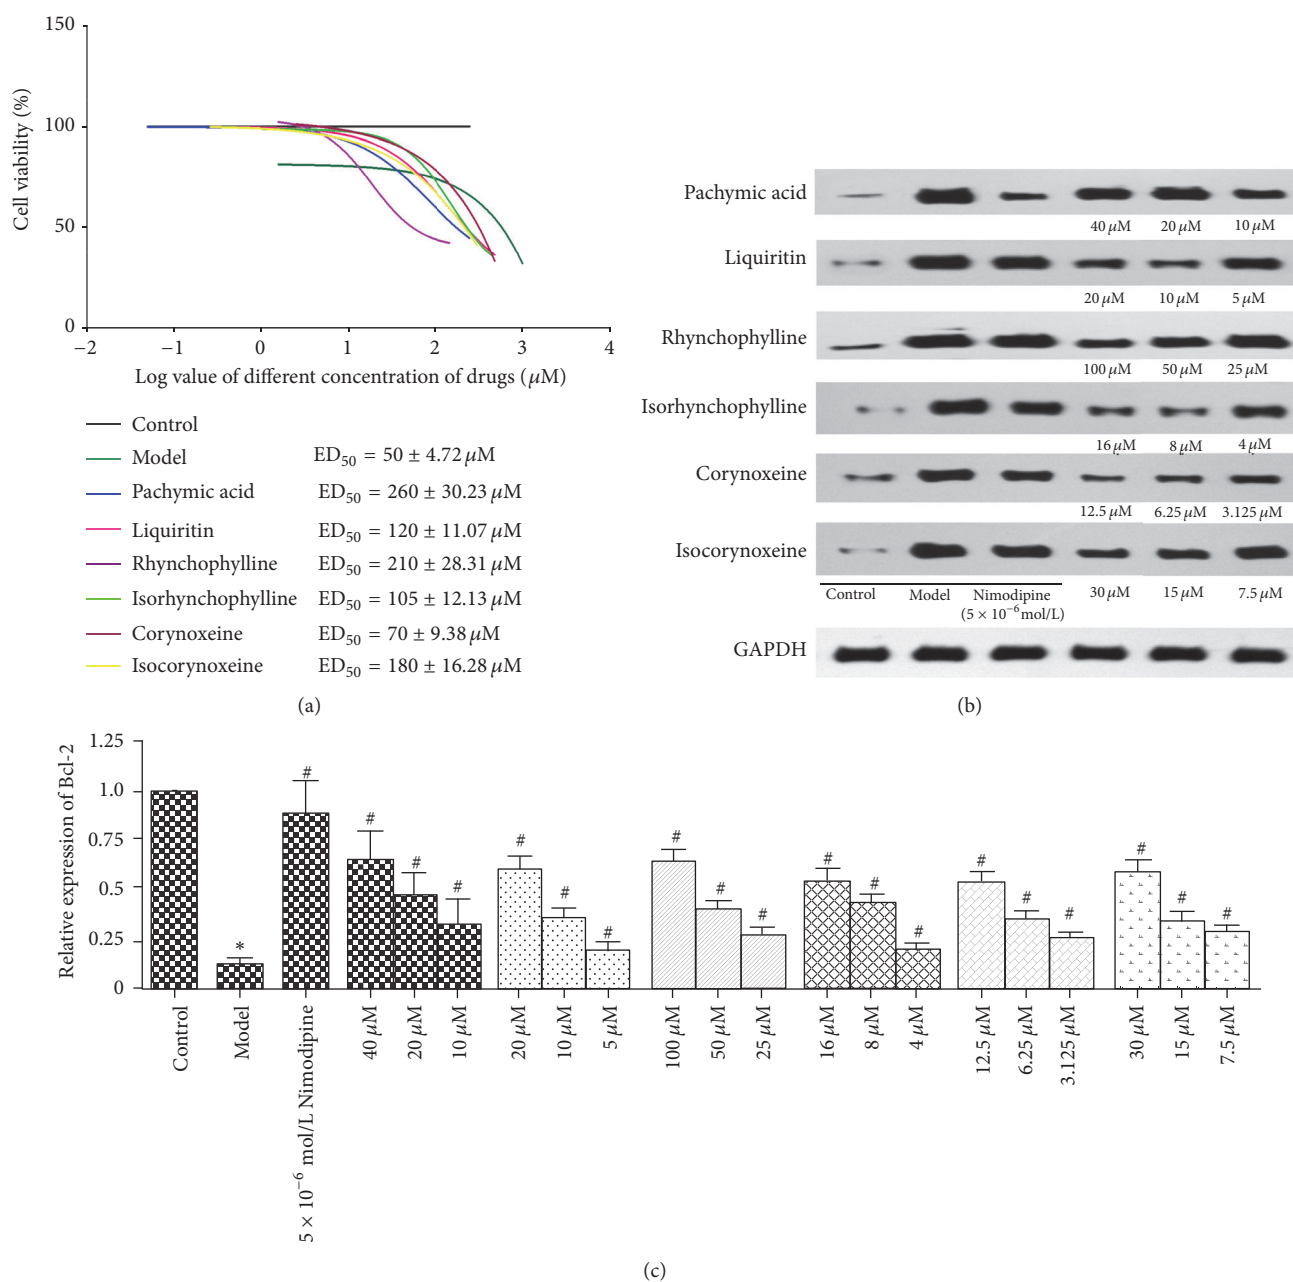 150
100
50
0
Cell viability (%)
−2 −1 0 1 2 3 4
Log value of different concentration of drugs (μM)
Control
Model ED50 = 50 ± 4.72 μM
Pachymic acid ED50 = 260 ± 30.23 μM
Liquiritin ED50 = 120 ± 11.07 μM
Rhynchophylline ED50 = 210 ± 28.31 μM
Isorhynchophylline ED50 = 105 ± 12.13 μM
Corynoxeine ED50 = 70 ± 9.38 μM
Isocorynoxeine ED50 = 180 ± 16.28 μM
(a)
Pachymic acid
40 μM 20 μM 10 μM
Liquiritin
20 μM 10 μM 5 μM
Rhynchophylline
100 μM 50 μM 25 μM
Isorhynchophylline
16 μM 8 μM 4 μM
Corynoxeine
12.5 μM 6.25 μM 3.125 μM
Isocorynoxeine
Control Model Nimodipine 30 μM 15 μM 7.5 μM
(5 × 10−6 mol/L)
GAPDH
(b)
Relative expression of Bcl-2
1.25
1.0
0.75
0.5
0.25
0
* # # # # # # # # # # # # # # # # # # #
Control
Model
5 × 10−6 mol/L Nimodipine
40 μM
20 μM
10 μM
20 μM
10 μM
5 μM
100 μM
50 μM
25 μM
16 μM
8 μM
4 μM
12.5 μM
6.25 μM
3.125 μM
30 μM
15 μM
7.5 μM
(c)